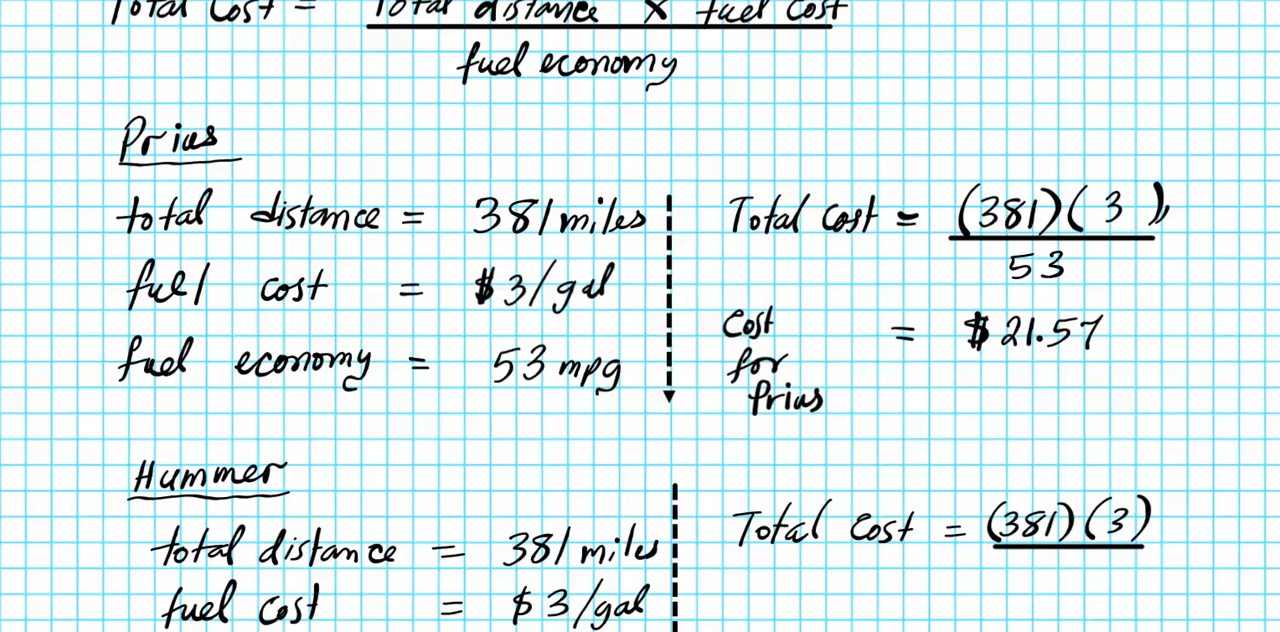 Total Cost = Total distance X fuel cost
fuel economy
Prius
total distance = 381 miles
fuel cost = $3/gal
fuel economy = 53 mpg
Total Cost = (381)(3)
53
Cost for Prius = $21.57
Hummer
total distance = 381 miles
fuel cost = $3/gal
Total Cost = (381)(3)